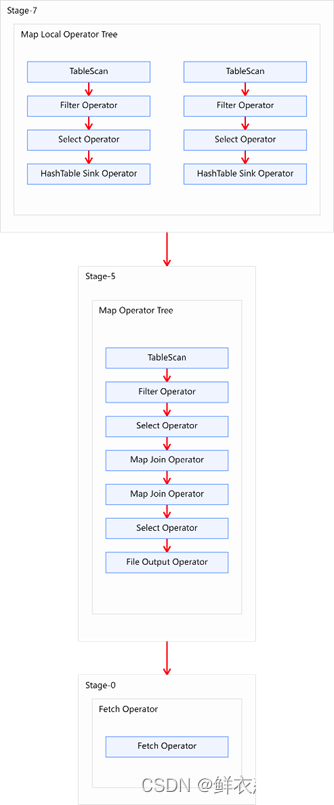 Stage-7
Map Local Operator Tree
TableScan
Filter Operator
Select Operator
HashTable Sink Operator
TableScan
Filter Operator
Select Operator
HashTable Sink Operator
Stage-5
Map Operator Tree
TableScan
Filter Operator
Select Operator
Map Join Operator
Map Join Operator
Select Operator
File Output Operator
Stage-0
Fetch Operator
Fetch Operator
CSDN @鲜衣